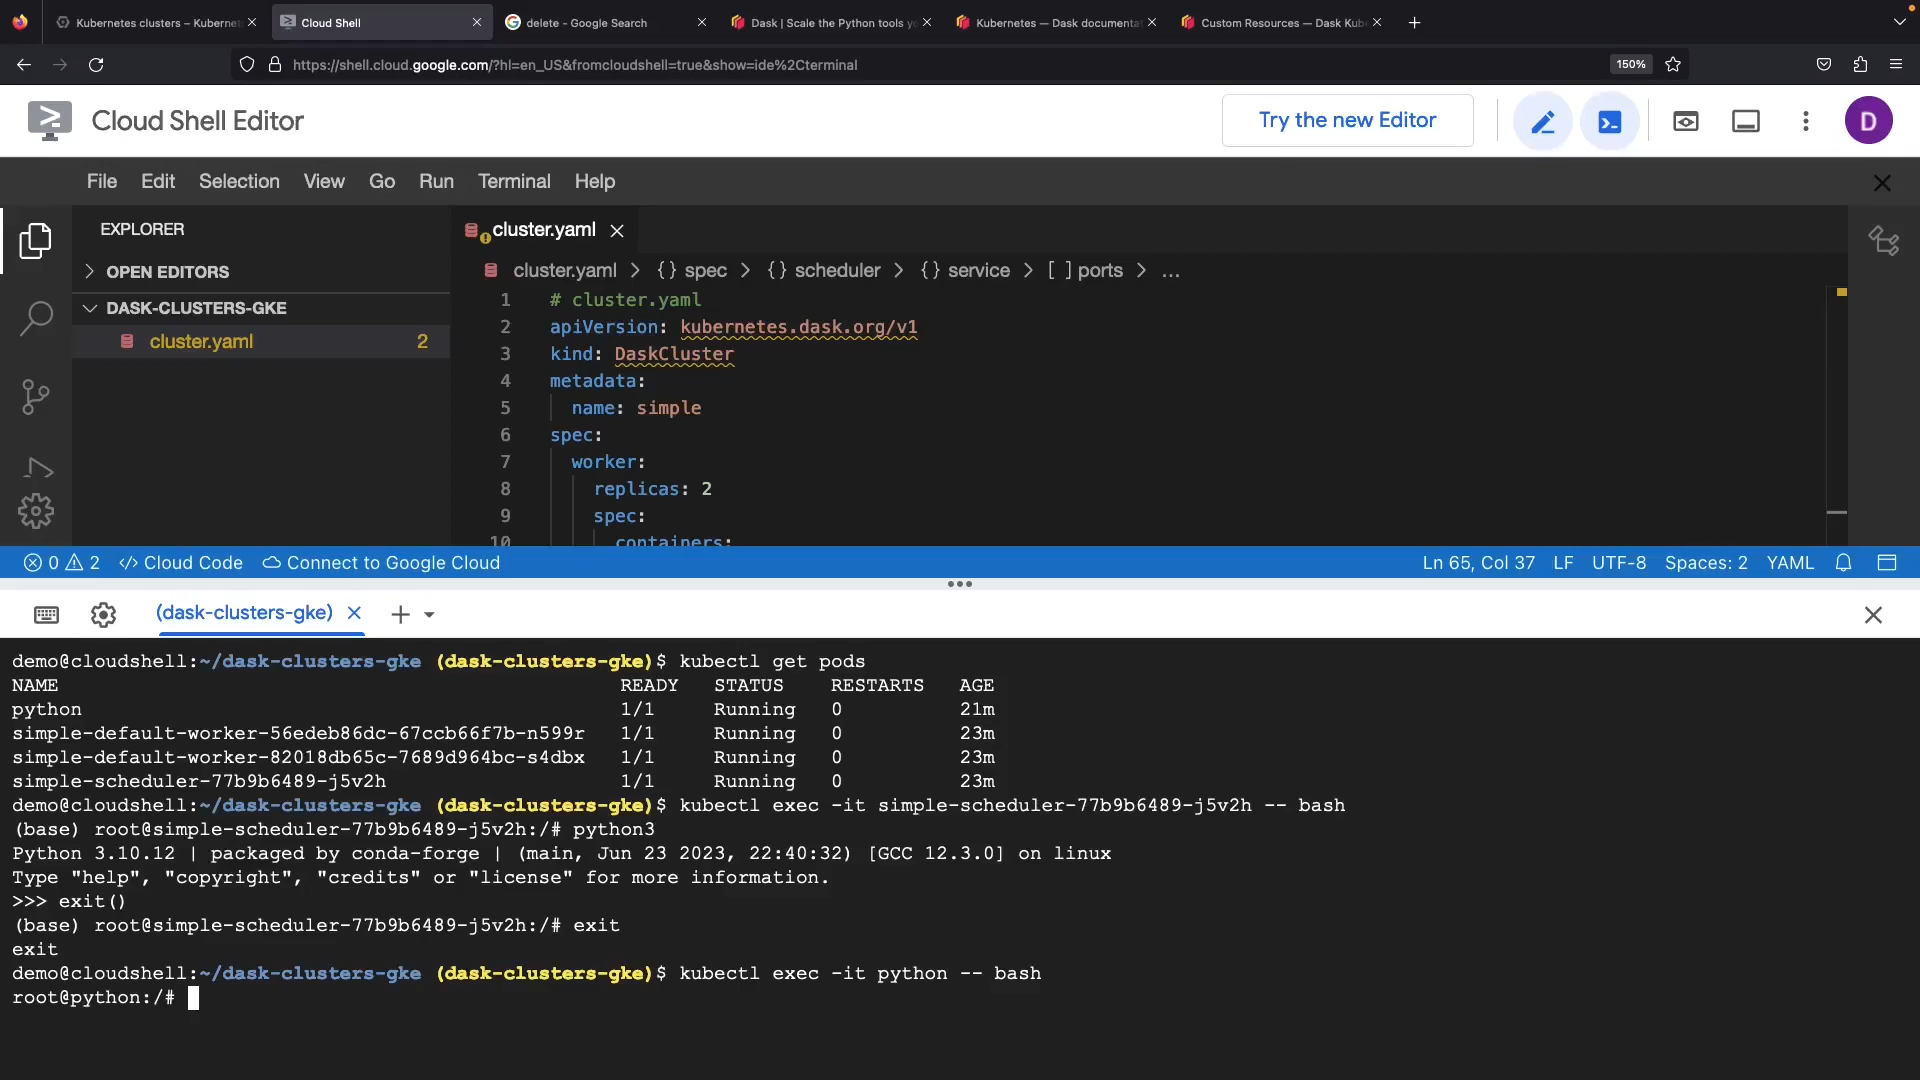 Kubernetes clusters – Kubernet
Cloud Shell
delete - Google Search
Dask | Scale the Python tools yo
Kubernetes — Dask documentat
Custom Resources — Dask Kub
https://shell.cloud.google.com/?hl=en_US&fromcloudshell=true&show=ide%2Cterminal
150%
Cloud Shell Editor
Try the new Editor
D
File Edit Selection View Go Run Terminal Help
EXPLORER
OPEN EDITORS
DASK-CLUSTERS-GKE
cluster.yaml 2
cluster.yaml
cluster.yaml > {} spec > {} scheduler > {} service > [ ] ports > ...
1 # cluster.yaml
2 apiVersion: kubernetes.dask.org/v1
3 kind: DaskCluster
4 metadata:
5 name: simple
6 spec:
7 worker:
8 replicas: 2
9 spec:
10 containers:
0 2 </> Cloud Code Connect to Google Cloud
Ln 65, Col 37 LF UTF-8 Spaces: 2 YAML
(dask-clusters-gke)
demo@cloudshell:~/dask-clusters-gke (dask-clusters-gke)$ kubectl get pods
NAME READY STATUS RESTARTS AGE
python 1/1 Running 0 21m
simple-default-worker-56edeb86dc-67ccb66f7b-n599r 1/1 Running 0 23m
simple-default-worker-82018db65c-7689d964bc-s4dbx 1/1 Running 0 23m
simple-scheduler-77b9b6489-j5v2h 1/1 Running 0 23m
demo@cloudshell:~/dask-clusters-gke (dask-clusters-gke)$ kubectl exec -it simple-scheduler-77b9b6489-j5v2h -- bash
(base) root@simple-scheduler-77b9b6489-j5v2h:/# python3
Python 3.10.12 | packaged by conda-forge | (main, Jun 23 2023, 22:40:32) [GCC 12.3.0] on linux
Type "help", "copyright", "credits" or "license" for more information.
>>> exit()
(base) root@simple-scheduler-77b9b6489-j5v2h:/# exit
exit
demo@cloudshell:~/dask-clusters-gke (dask-clusters-gke)$ kubectl exec -it python -- bash
root@python:/#